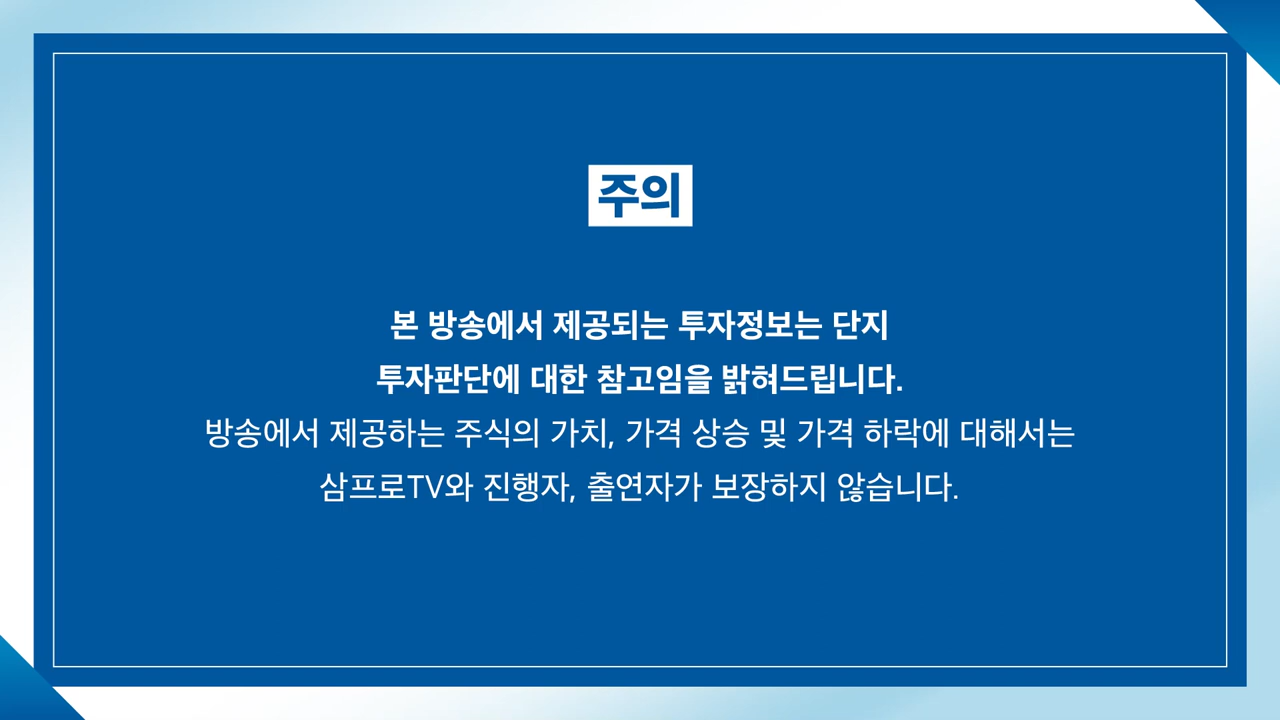 주의
본 방송에서 제공되는 투자정보는 단지
투자판단에 대한 참고임을 밝혀드립니다.
방송에서 제공하는 주식의 가치, 가격 상승 및 가격 하락에 대해서는
삼프로TV와 진행자, 출연자가 보장하지 않습니다.